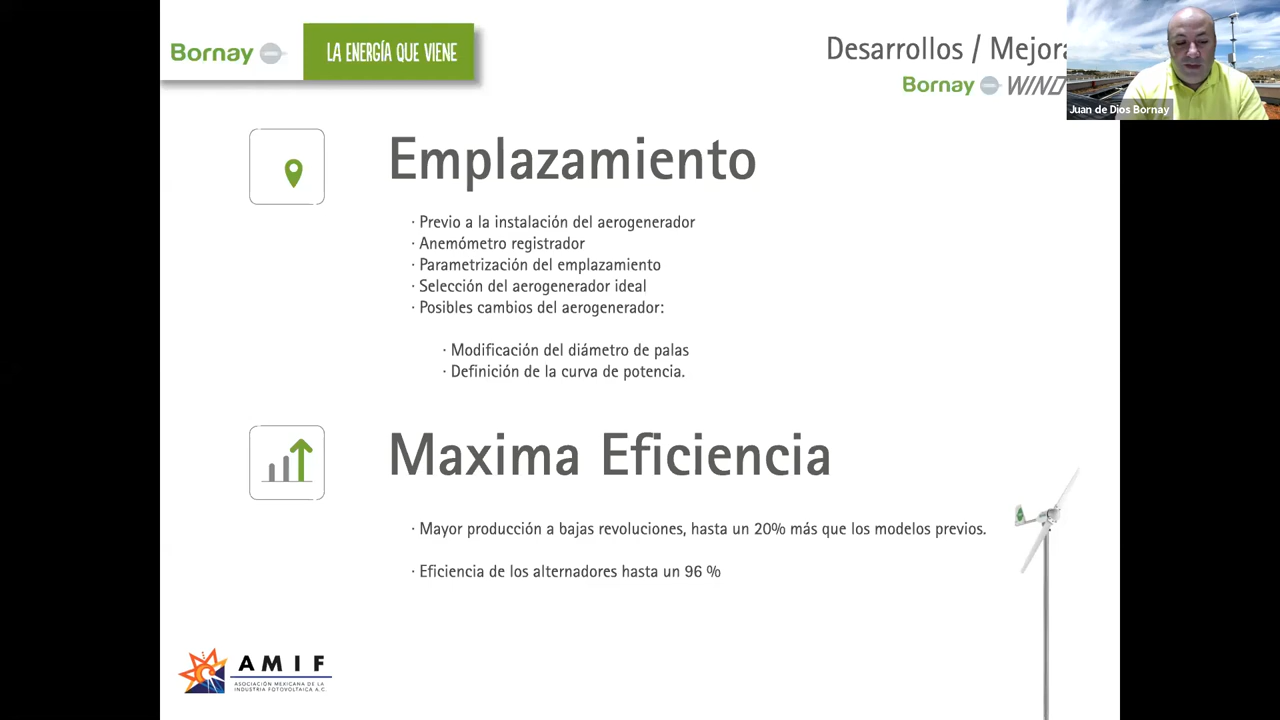 Bornay
LA ENERGÍA QUE VIENE
Desarrollos / Mejora
Bornay WIND
Juan de Dios Bornay
Emplazamiento
· Previo a la instalación del aerogenerador
· Anemómetro registrador
· Parametrización del emplazamiento
· Selección del aerogenerador ideal
· Posibles cambios del aerogenerador:
· Modificación del diámetro de palas
· Definición de la curva de potencia.
Maxima Eficiencia
· Mayor producción a bajas revoluciones, hasta un 20% más que los modelos previos.
· Eficiencia de los alternadores hasta un 96 %
AMIF
ASOCIACIÓN MEXICANA DE LA
INDUSTRIA FOTOVOLTAICA A.C.